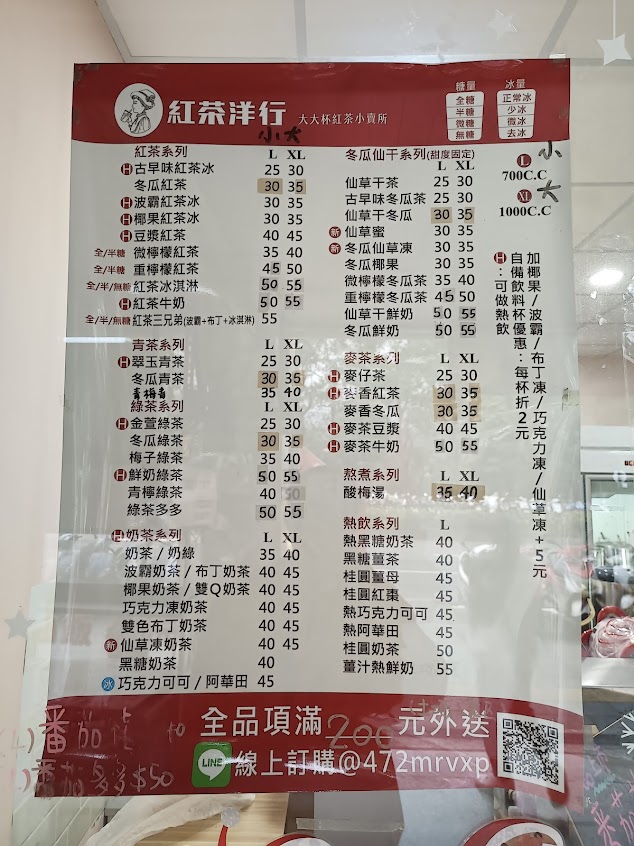 紅茶洋行 大大杯紅茶小賣所
小 大
糖量 冰量
全糖 正常冰
半糖 少冰
微糖 微冰
無糖 去冰
紅茶系列 L XL
H 古早味紅茶冰 25 30
冬瓜紅茶 30 35
H 波霸紅茶冰 30 35
H 椰果紅茶冰 30 35
H 豆漿紅茶 40 45
全/半糖 微檸檬紅茶 35 40
全/半糖 重檸檬紅茶 45 50
全/半/無糖 紅茶冰淇淋 50 55
H 紅茶牛奶 50 55
全/半/無糖 紅茶三兄弟(波霸+布丁+冰淇淋) 55
青茶系列 L XL
H 翠玉青茶 25 30
冬瓜青茶 30 35
青梅青 35 40
綠茶系列 L XL
H 金萱綠茶 25 30
冬瓜綠茶 30 35
梅子綠茶 35 40
H 鮮奶綠茶 50 55
青檸綠茶 40 50
綠茶多多 50 55
H 奶茶系列 L XL
奶茶/奶綠 35 40
波霸奶茶/布丁奶茶 40 45
椰果奶茶/雙Q奶茶 40 45
巧克力凍奶茶 40 45
雙色布丁奶茶 40 45
新 仙草凍奶茶 40 45
黑糖奶茶 40
冰 巧克力可可/阿華田 45
冬瓜仙干系列(甜度固定)
L XL
仙草干茶 25 30
古早味冬瓜茶 25 30
仙草干冬瓜 30 35
新 仙草蜜 30 35
新 冬瓜仙草凍 30 35
冬瓜椰果 30 35
微檸檬冬瓜茶 35 40
重檸檬冬瓜茶 45 50
仙草干鮮奶 50 55
冬瓜鮮奶 50 55
麥茶系列 L XL
H 麥仔茶 25 30
H 麥香紅茶 30 35
麥香冬瓜 30 35
H 麥茶豆漿 40 45
H 麥茶牛奶 50 55
熬煮系列 L XL
酸梅湯 35 40
熱飲系列 L
熱黑糖奶茶 40
黑糖薑茶 40
桂圓薑母 45
桂圓紅棗 45
熱巧克力可可 45
熱阿華田 45
桂圓奶茶 50
薑汁熱鮮奶 55
L 小
700C.C
XL 大
1000C.C
加椰果/波霸/布丁凍/巧克力凍/仙草凍+5元
自備飲料杯優惠:每杯折2元
H:可做熱飲
全品項滿200元外送
LINE 線上訂購@472mrvxp
番茄
番茄多多$50